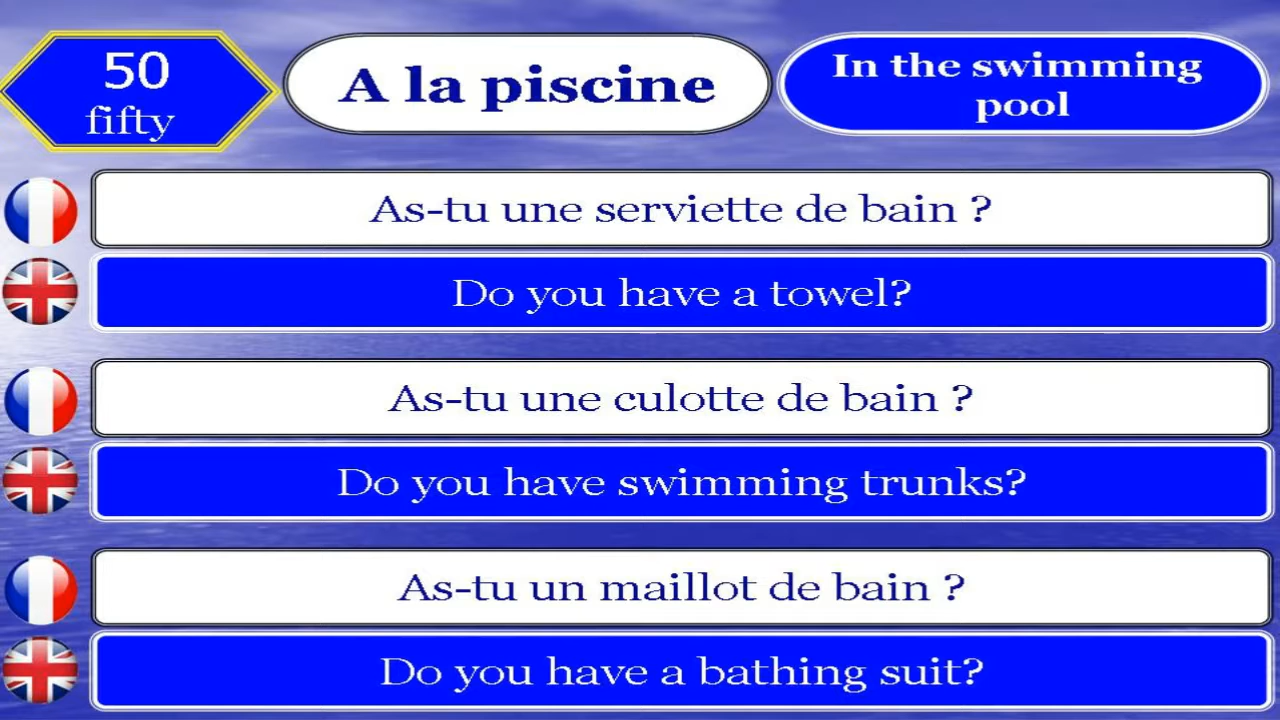 50
fifty
A la piscine
In the swimming
pool
As-tu une serviette de bain ?
Do you have a towel?
As-tu une culotte de bain ?
Do you have swimming trunks?
As-tu un maillot de bain ?
Do you have a bathing suit?